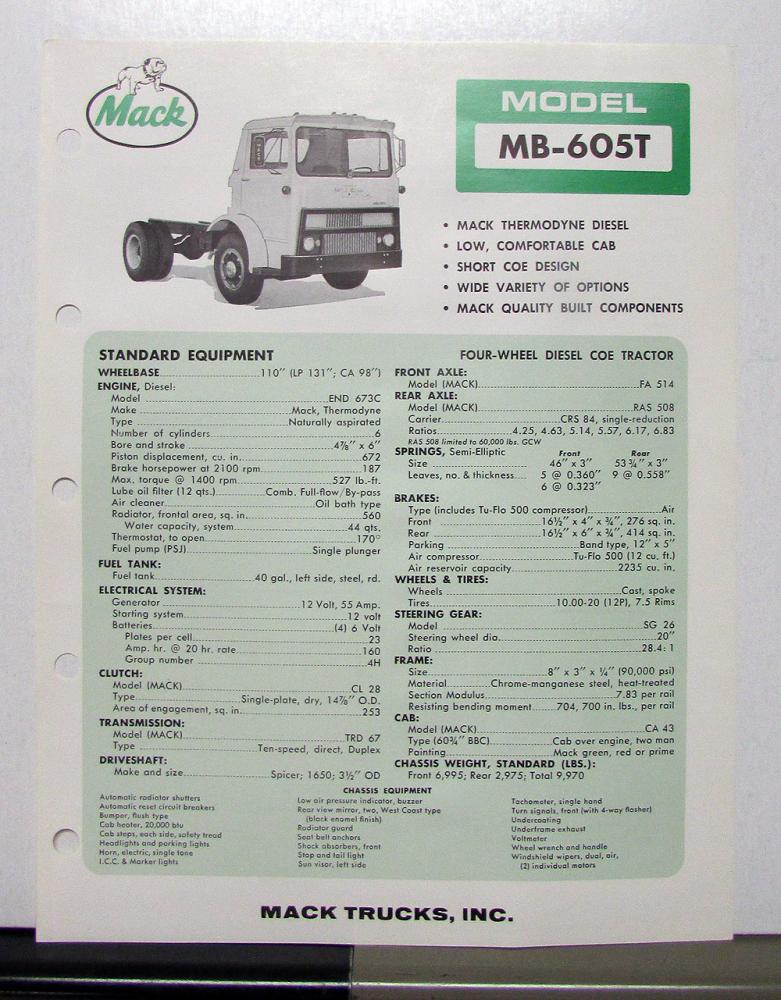 Mack
MODEL
MB-605T
• MACK THERMODYNE DIESEL
• LOW, COMFORTABLE CAB
• SHORT COE DESIGN
• WIDE VARIETY OF OPTIONS
• MACK QUALITY BUILT COMPONENTS
STANDARD EQUIPMENT
FOUR-WHEEL DIESEL COE TRACTOR
WHEELBASE 110" (LP 131"; CA 98")
ENGINE, Diesel:
Model END 673C
Make Mack, Thermodyne
Type Naturally aspirated
Number of cylinders 6
Bore and stroke 4⅞" x 6"
Piston displacement, cu. in. 672
Brake horsepower at 2100 rpm 187
Max. torque @ 1400 rpm 527 lb.-ft.
Lube oil filter (12 qts.) Comb. Full-flow/By-pass
Air cleaner Oil bath type
Radiator, frontal area, sq. in. 560
Water capacity, system 44 qts.
Thermostat, to open 170°
Fuel pump (PSJ) Single plunger
FUEL TANK:
Fuel tank 40 gal., left side, steel, rd.
ELECTRICAL SYSTEM:
Generator 12 Volt, 55 Amp.
Starting system 12 volt
Batteries (4) 6 Volt
Plates per cell 23
Amp. hr. @ 20 hr. rate 160
Group number 4H
CLUTCH:
Model (MACK) CL 28
Type Single-plate, dry, 14⅞" O.D.
Area of engagement, sq. in. 253
TRANSMISSION:
Model (MACK) TRD 67
Type Ten-speed, direct, Duplex
DRIVESHAFT:
Make and size Spicer; 1650; 3½" OD
FRONT AXLE:
Model (MACK) FA 514
REAR AXLE:
Model (MACK) RAS 508
Carrier CRS 84, single-reduction
Ratios 4.25, 4.63, 5.14, 5.57, 6.17, 6.83
RAS 508 limited to 60,000 lbs. GCW
SPRINGS, Semi-Elliptic Front Rear
Size 46" x 3" 53¾" x 3"
Leaves, no. & thickness 5 @ 0.360" 9 @ 0.558"
6 @ 0.323"
BRAKES:
Type (includes Tu-Flo 500 compressor) Air
Front 16½" x 4" x ¾", 276 sq. in.
Rear 16½" x 6" x ¾", 414 sq. in.
Parking Band type, 12" x 5"
Air compressor Tu-Flo 500 (12 cu. ft.)
Air reservoir capacity 2235 cu. in.
WHEELS & TIRES:
Wheels Cast, spoke
Tires 10.00-20 (12P), 7.5 Rims
STEERING GEAR:
Model SG 26
Steering wheel dia. 20"
Ratio 28.4: 1
FRAME:
Size 8" x 3" x ¼" (90,000 psi)
Material Chrome-manganese steel, heat-treated
Section Modulus 7.83 per rail
Resisting bending moment 704, 700 in. lbs., per rail
CAB:
Model (MACK) CA 43
Type (60¾" BBC) Cab over engine, two man
Painting Mack green, red or prime
CHASSIS WEIGHT, STANDARD (LBS.):
Front 6,995; Rear 2,975; Total 9,970
CHASSIS EQUIPMENT
Automatic radiator shutters
Automatic reset circuit breakers
Bumper, flush type
Cab heater, 20,000 btu
Cab steps, each side, safety tread
Headlights and parking lights
Horn, electric, single tone
I.C.C. & Marker lights
Low air pressure indicator, buzzer
Rear view mirror, two, West Coast type
(black enamel finish)
Radiator guard
Seat belt anchors
Shock absorbers, front
Stop and tail light
Sun visor, left side
Tachometer, single hand
Turn signals, front (with 4-way flasher)
Undercoating
Underframe exhaust
Voltmeter
Wheel wrench and handle
Windshield wipers, dual, air,
(2) individual motors
MACK TRUCKS, INC.